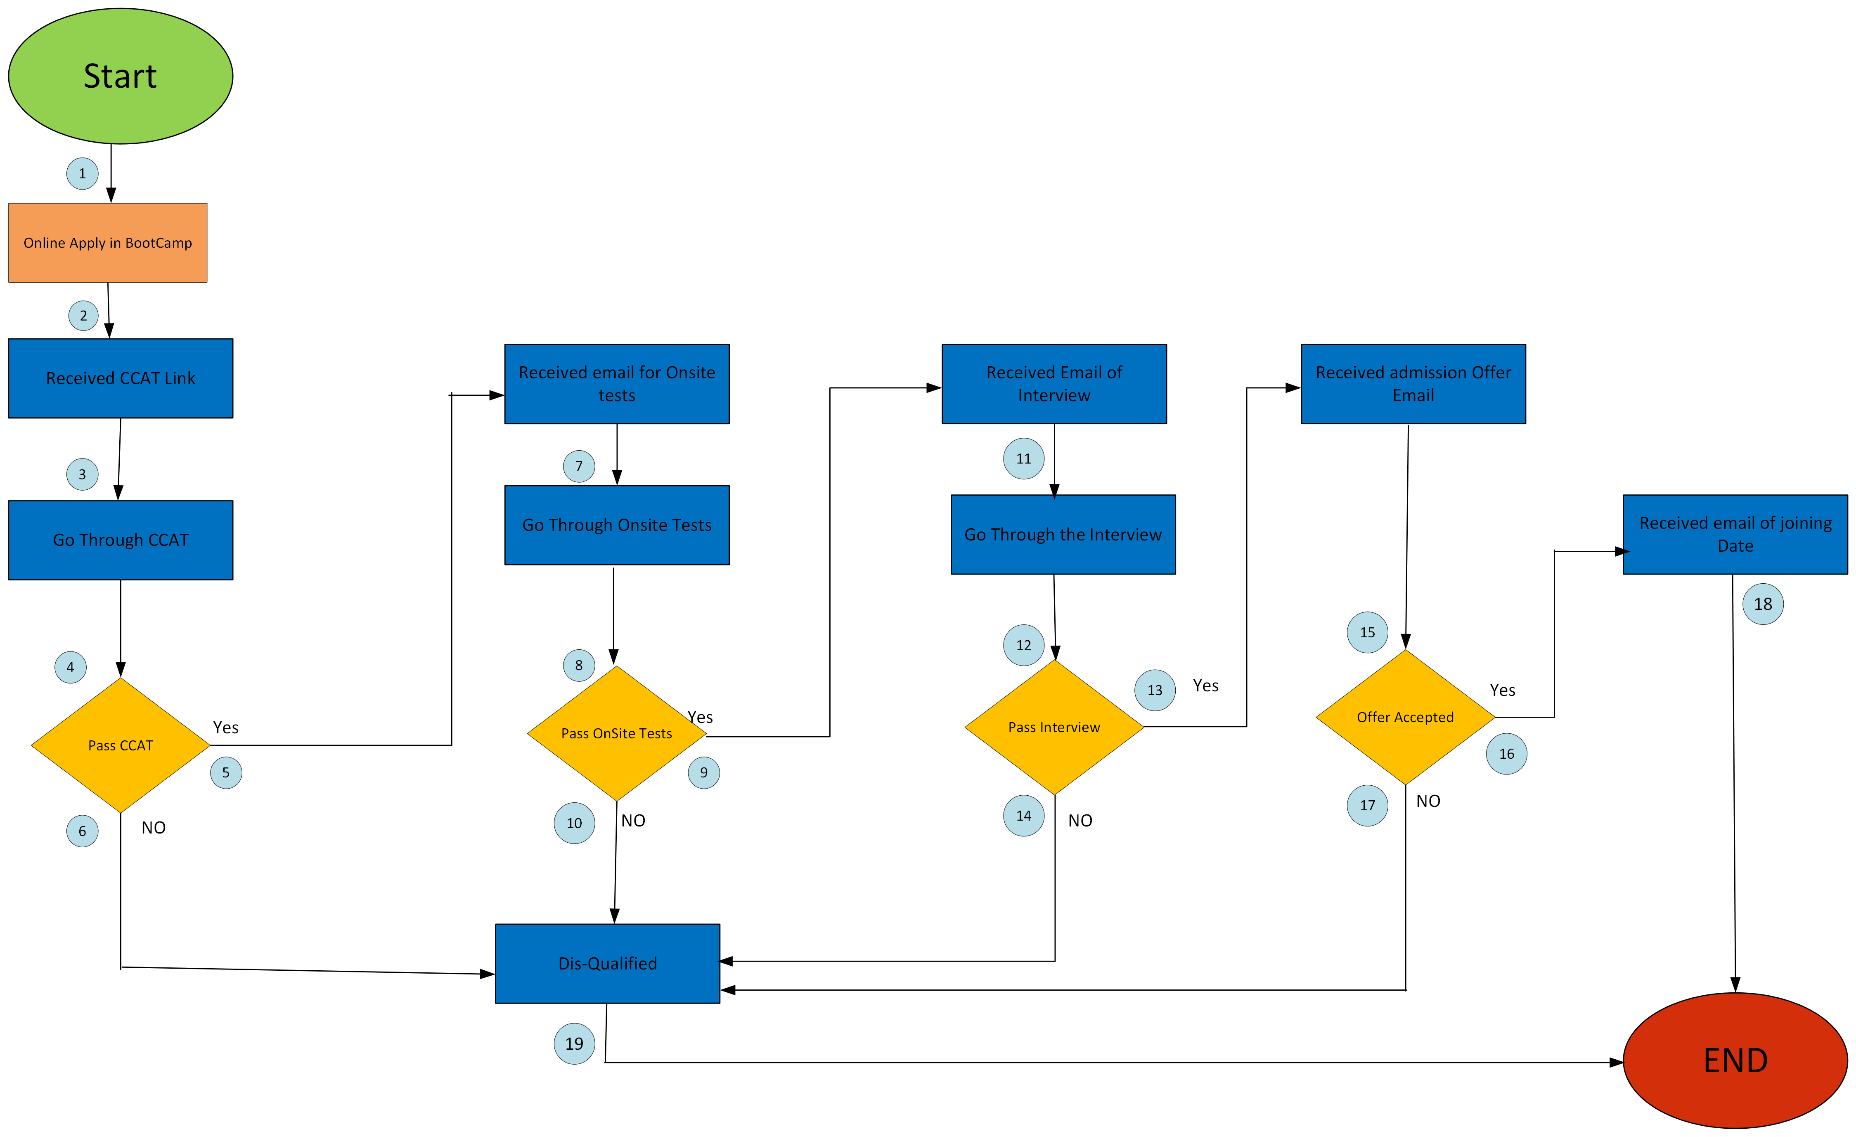 Start
1
Online Apply in BootCamp
2
Received CCAT Link
3
Go Through CCAT
4
Pass CCAT
Yes
5
6
NO
Received email for Onsite
tests
7
Go Through Onsite Tests
8
Pass OnSite Tests
Yes
9
10
NO
Received Email of
Interview
11
Go Through the Interview
12
Pass Interview
13
Yes
14
NO
Received admission Offer
Email
15
Offer Accepted
Yes
16
17
NO
Received email of joining
Date
18
Dis-Qualified
19
END